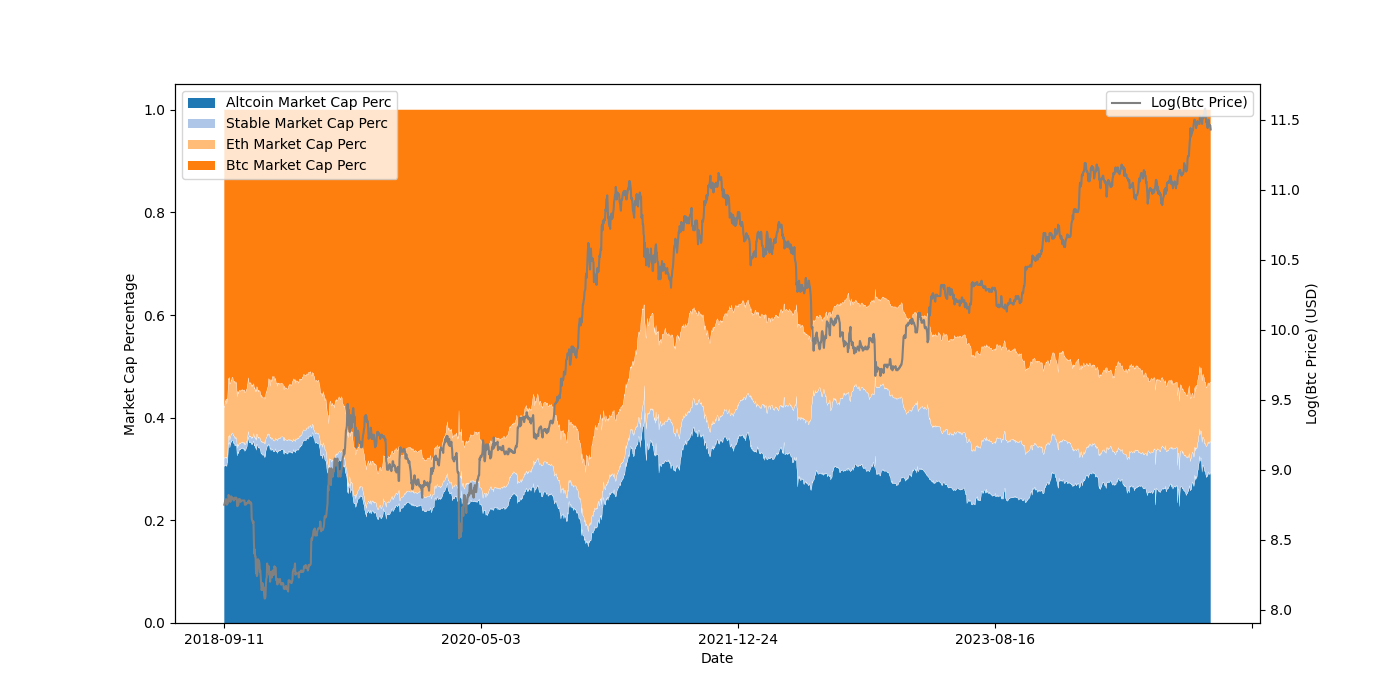 Altcoin Market Cap Perc
Stable Market Cap Perc
Eth Market Cap Perc
Btc Market Cap Perc
Log(Btc Price)
1.0
0.8
0.6
0.4
0.2
0.0
Market Cap Percentage
11.5
11.0
10.5
10.0
9.5
9.0
8.5
8.0
Log(Btc Price) (USD)
2018-09-11
2020-05-03
2021-12-24
2023-08-16
Date